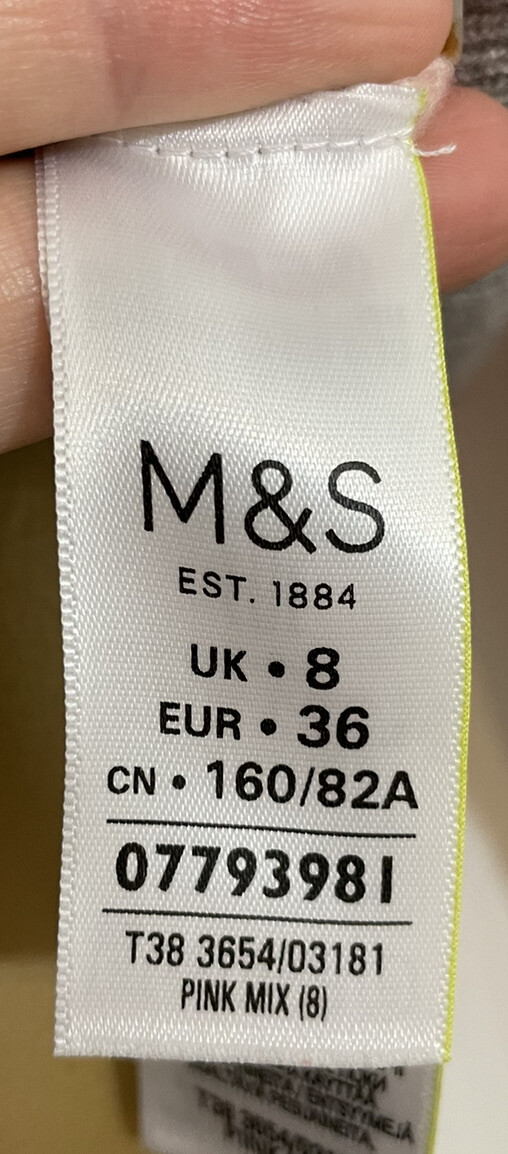 M&S
EST. 1884
UK • 8
EUR • 36
CN • 160/82A
07793981
T38 3654/03181
PINK MIX (8)